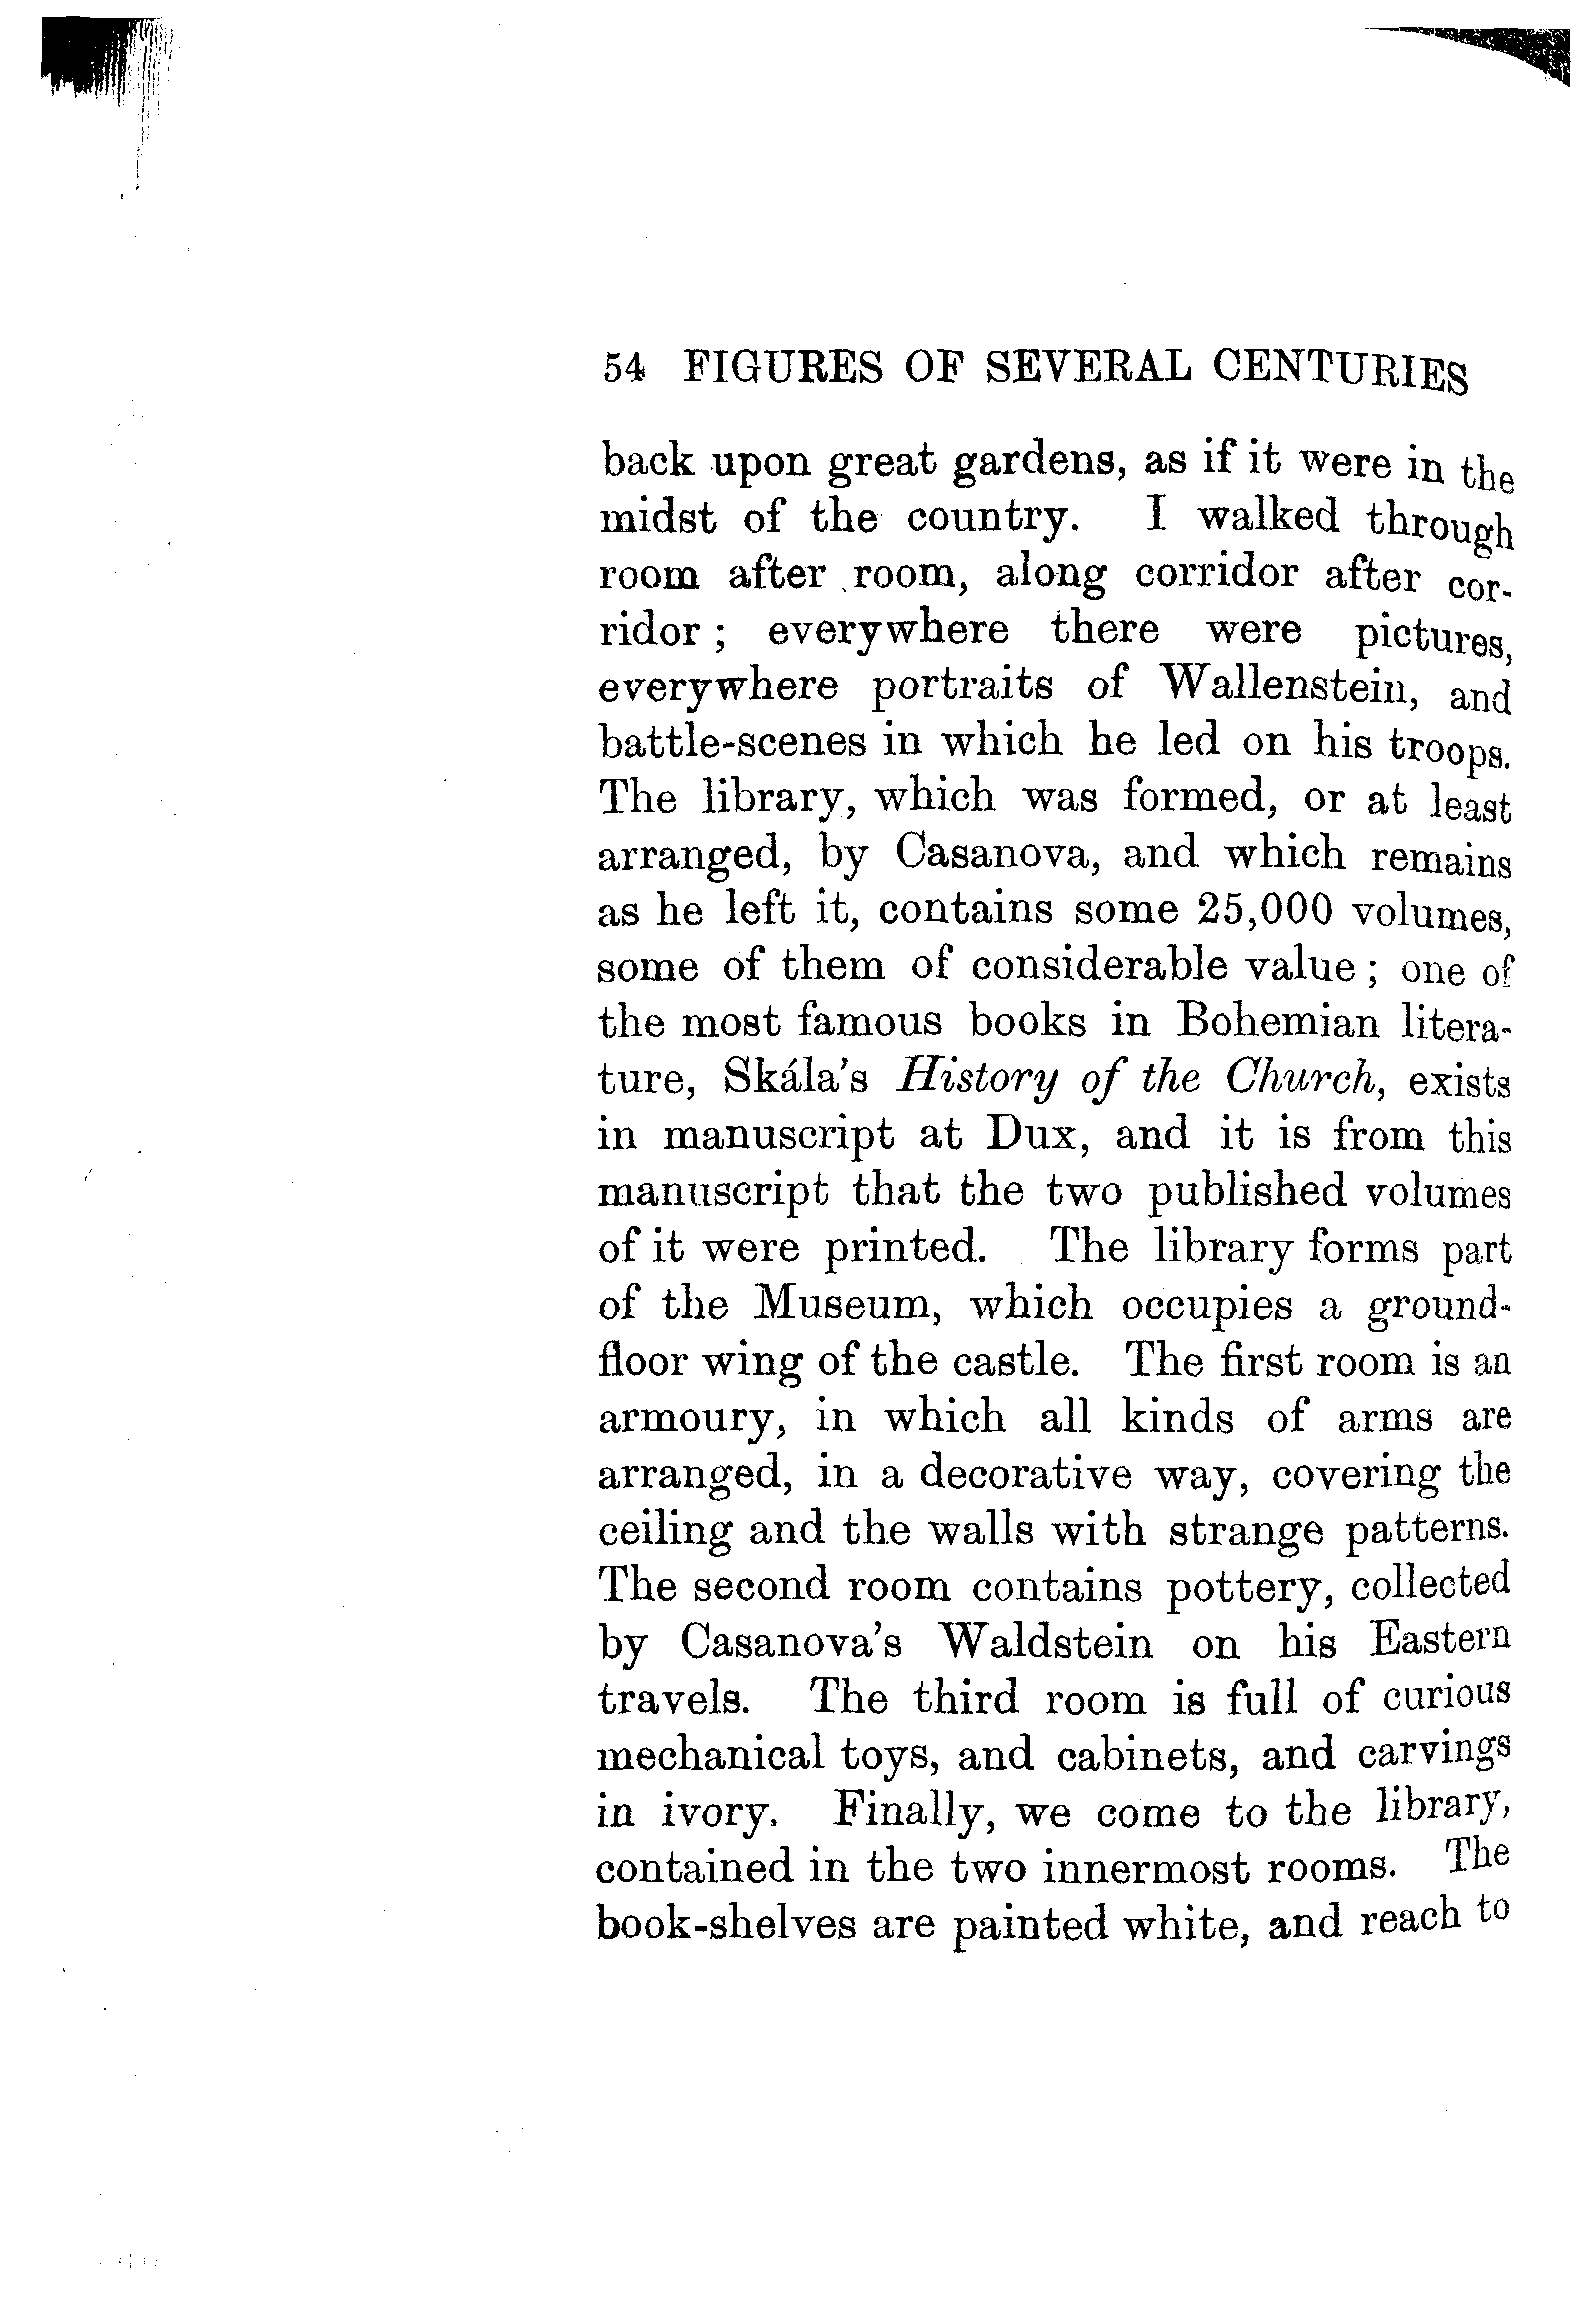 54 FIGURES OF SEVERAL CENTURIES
back upon great gardens, as if it were in the
midst of the country. I walked through
room after room, along corridor after cor-
ridor ; everywhere there were pictures,
everywhere portraits of Wallenstein, and
battle-scenes in which he led on his troops.
The library, which was formed, or at least
arranged, by Casanova, and which remains
as he left it, contains some 25,000 volumes,
some of them of considerable value ; one of
the most famous books in Bohemian litera-
ture, Skála's History of the Church, exists
in manuscript at Dux, and it is from this
manuscript that the two published volumes
of it were printed. The library forms part
of the Museum, which occupies a ground-
floor wing of the castle. The first room is an
armoury, in which all kinds of arms are
arranged, in a decorative way, covering the
ceiling and the walls with strange patterns.
The second room contains pottery, collected
by Casanova's Waldstein on his Eastern
travels. The third room is full of curious
mechanical toys, and cabinets, and carvings
in ivory. Finally, we come to the library,
contained in the two innermost rooms. The
book-shelves are painted white, and reach to